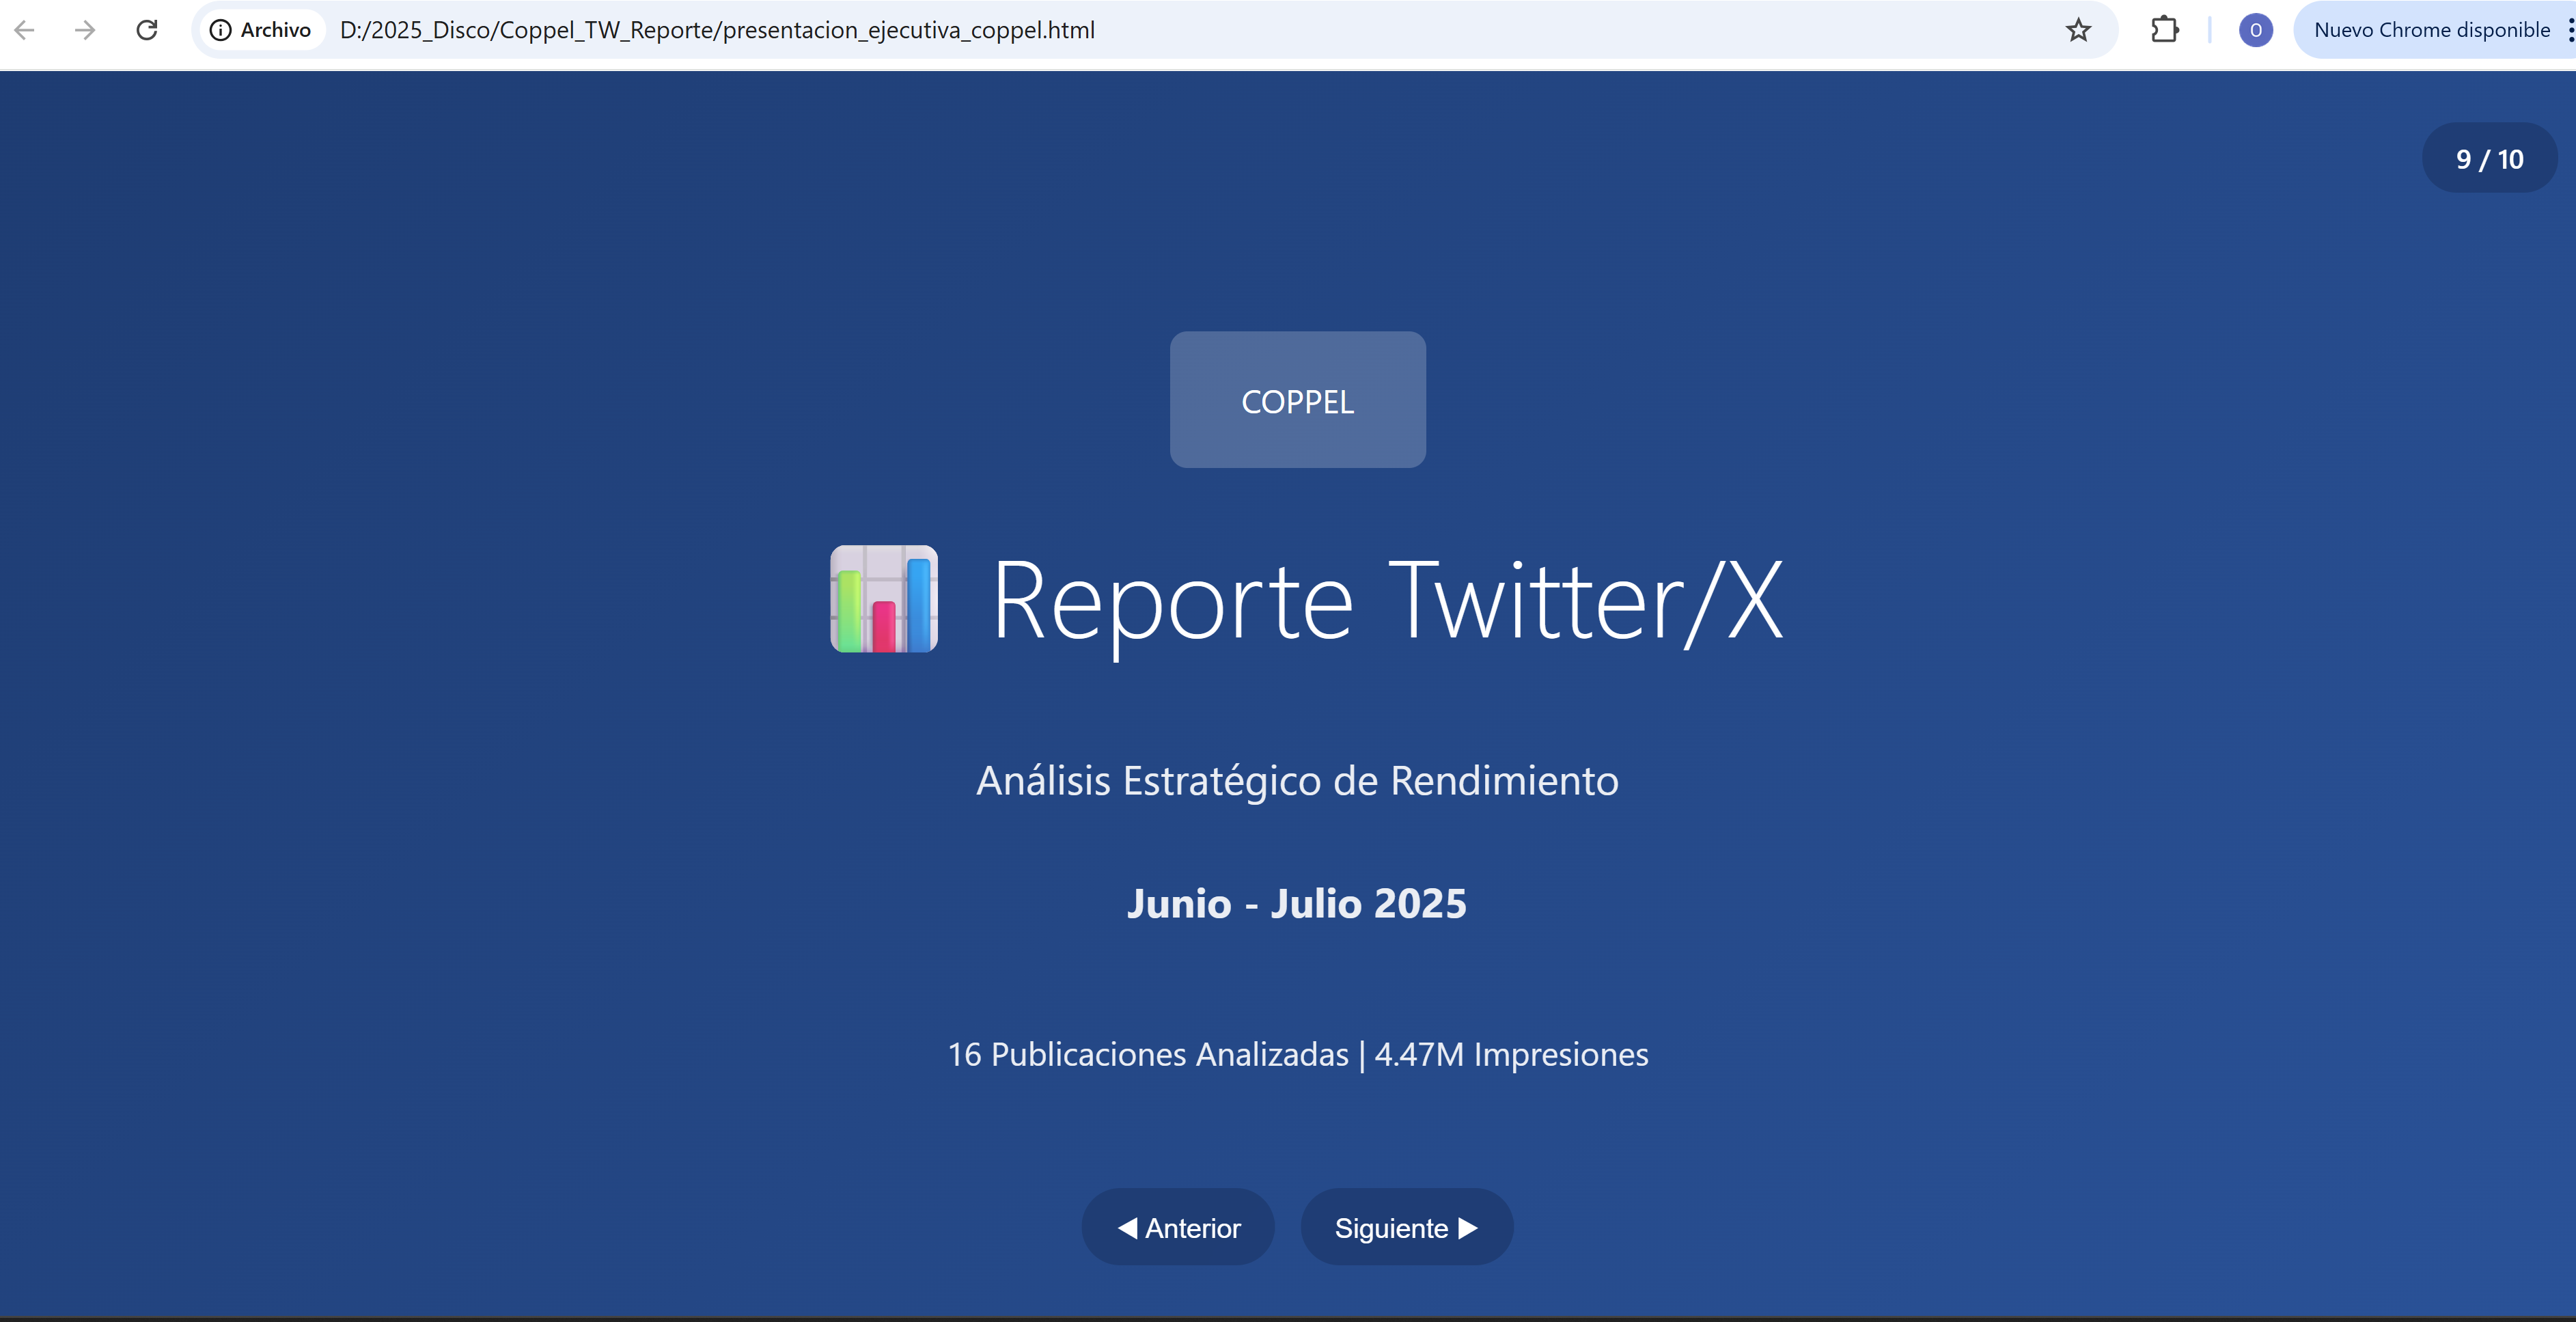 Archivo D:/2025_Disco/Coppel_TW_Reporte/presentacion_ejecutiva_coppel.html O Nuevo Chrome disponible
9 / 10
COPPEL
Reporte Twitter/X
Análisis Estratégico de Rendimiento
Junio - Julio 2025
16 Publicaciones Analizadas | 4.47M Impresiones
◀ Anterior Siguiente ▶